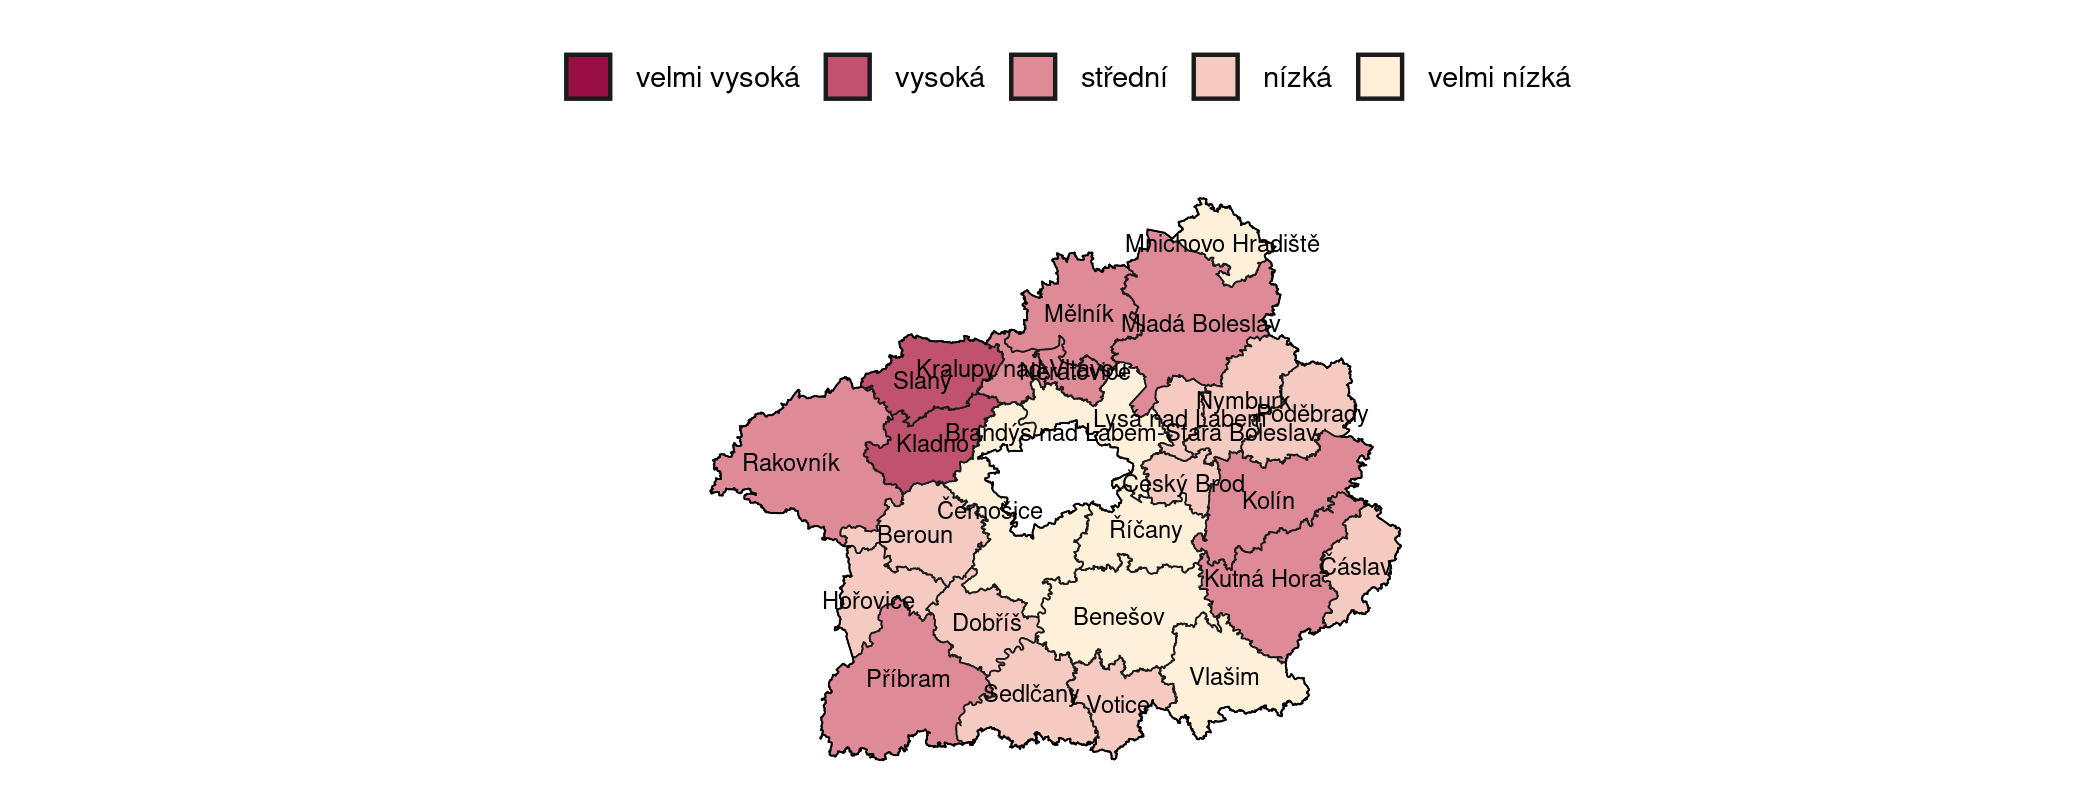 velmi vysoká
vysoká
střední
nízká
velmi nízká
Mnichovo Hradiště
Mělník
Mladá Boleslav
Kralupy nad Vltavou
Neratovice
Slaný
Nymburk
Poděbrady
Lysá nad Labem
Brandýs nad Labem-Stará Boleslav
Kladno
Rakovník
Český Brod
Kolín
Černošice
Říčany
Beroun
Čáslav
Kutná Hora
Hořovice
Benešov
Dobříš
Vlašim
Příbram
Sedlčany
Votice